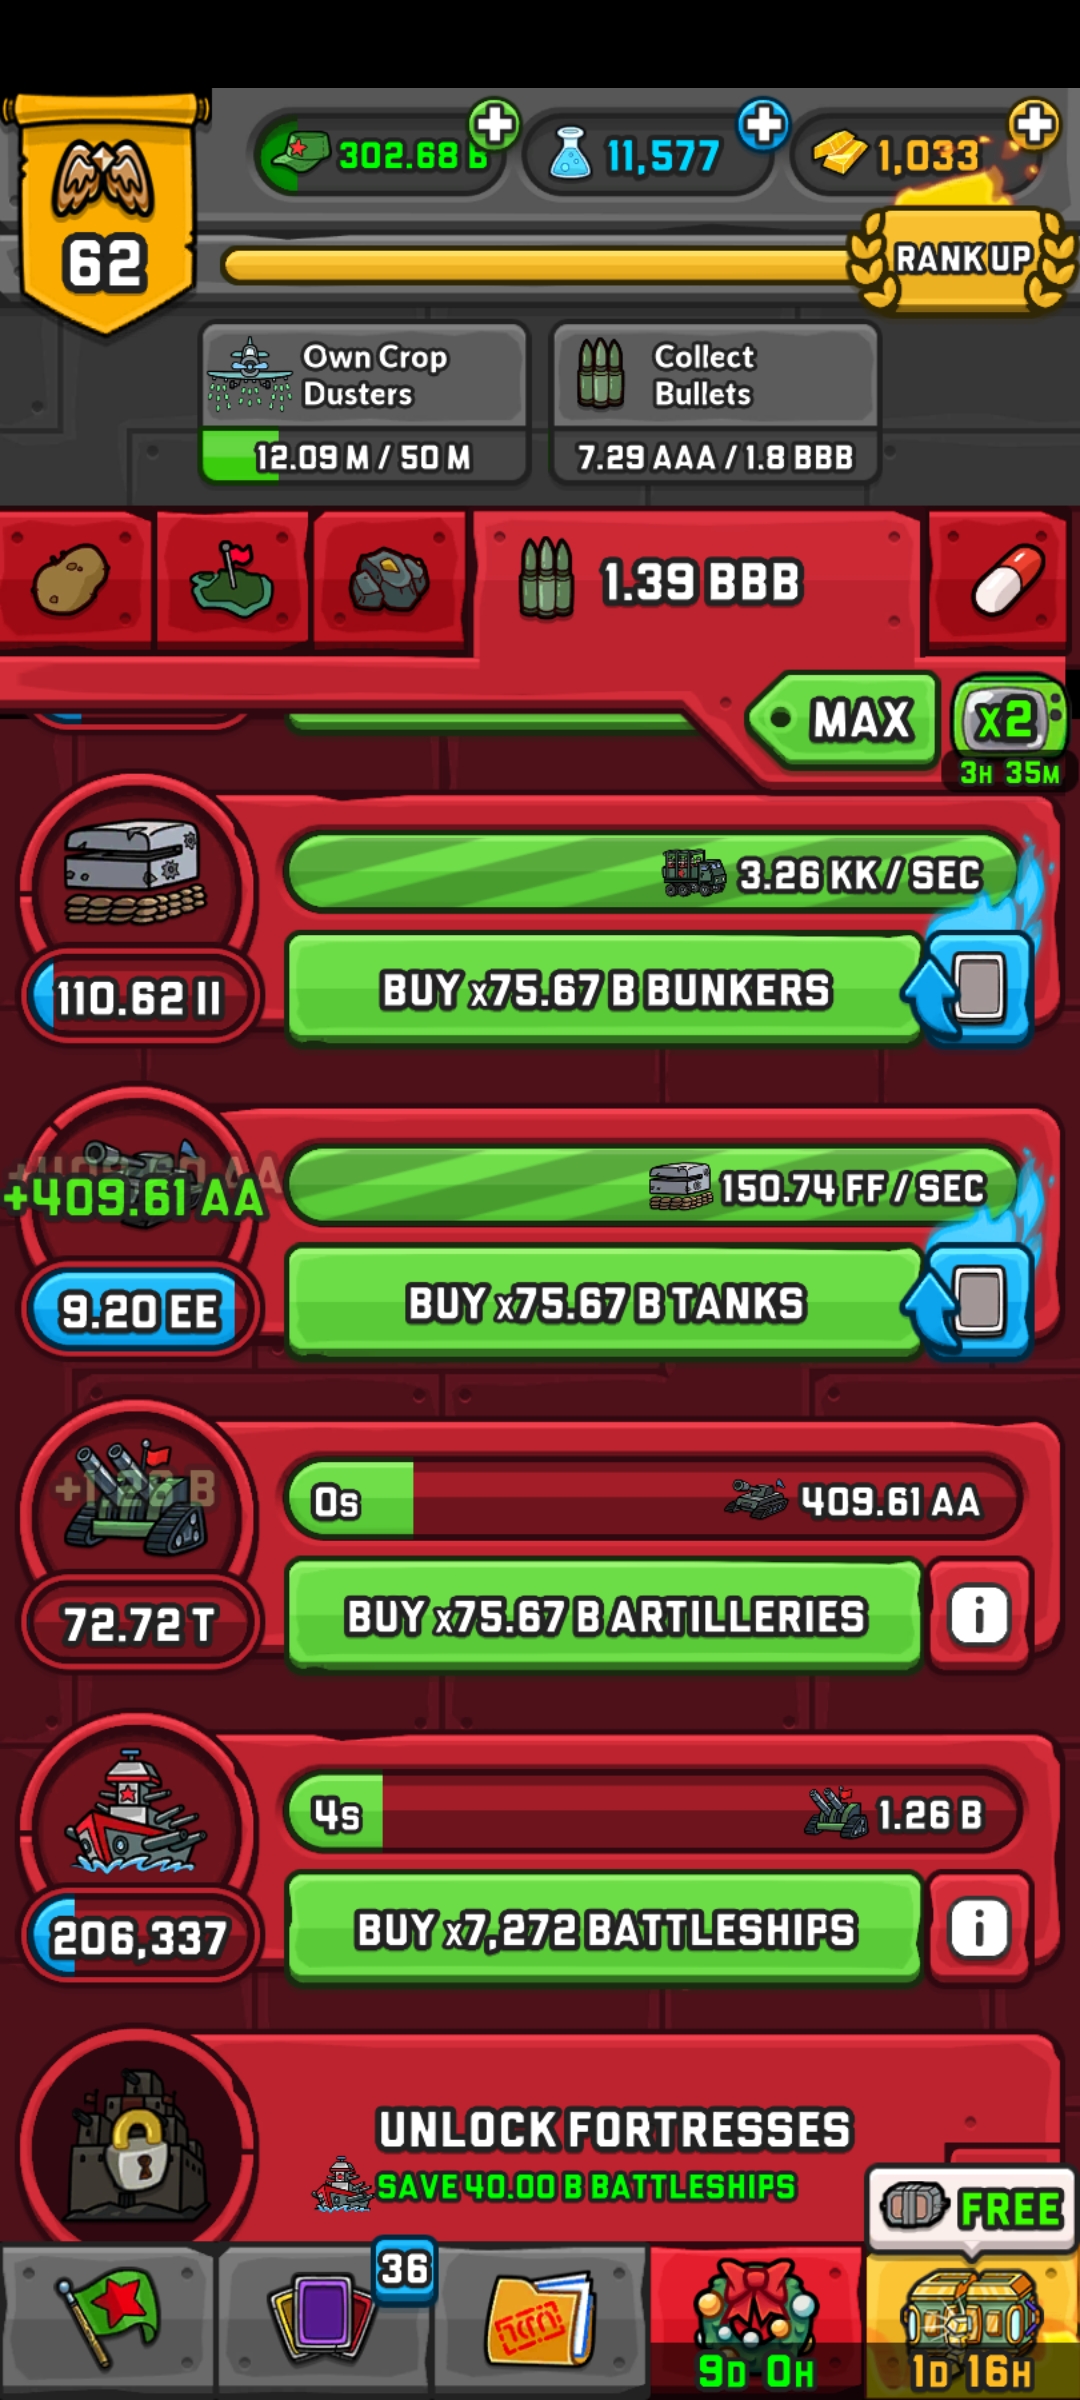 302.68 B
11,577
1,033
62
RANK UP
Own Crop
Dusters
12.09 M / 50 M
Collect
Bullets
7.29 AAA / 1.8 BBB
1.39 BBB
MAX
x2
3H 35M
3.26 KK / SEC
110.62 II
BUY x75.67 B BUNKERS
+409.61 AA
150.74 FF / SEC
9.20 EE
BUY x75.67 B TANKS
0s
409.61 AA
72.72 T
BUY x75.67 B ARTILLERIES
i
4s
1.26 B
206,337
BUY x7,272 BATTLESHIPS
i
UNLOCK FORTRESSES
SAVE 40.00 B BATTLESHIPS
FREE
36
9D 0H
1D 16H